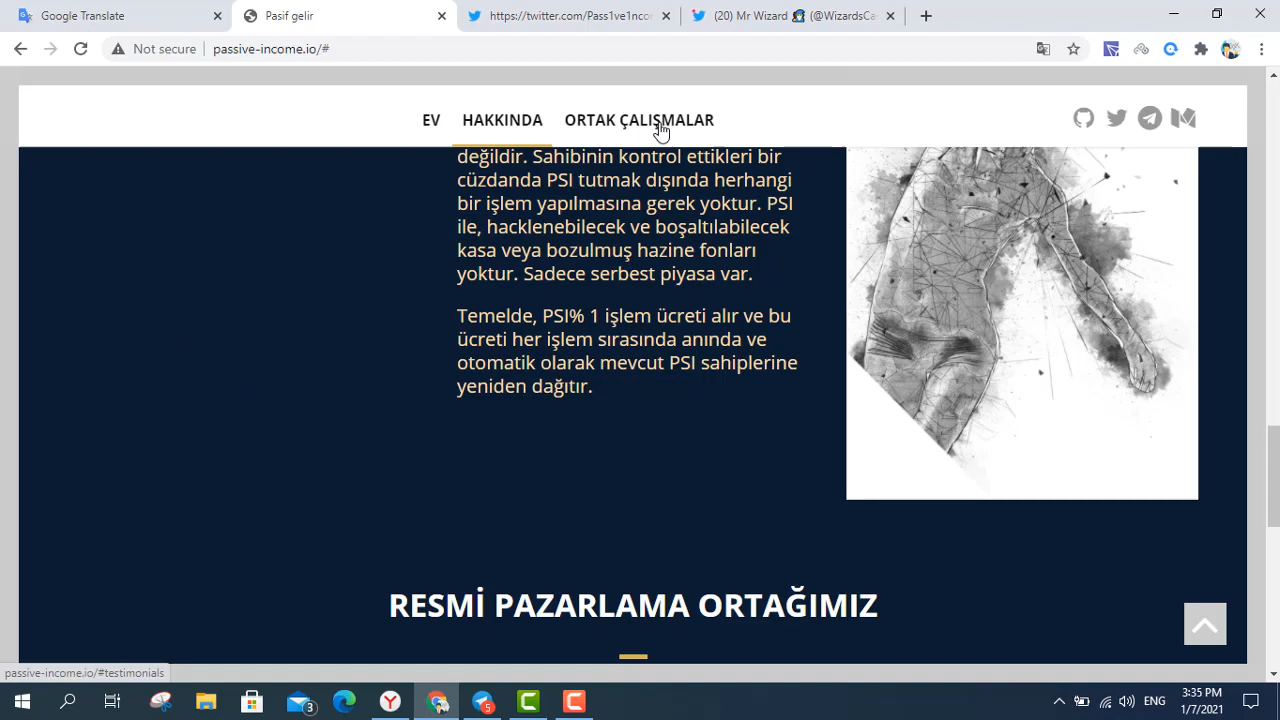 Google Translate
Pasif gelir
https://twitter.com/Pass1ve1nco
(20) Mr Wizard (@WizardsCa
Not secure
passive-income.io/#
EV
HAKKINDA
ORTAK ÇALIŞMALAR
değildir. Sahibinin kontrol ettikleri bir
cüzdanda PSI tutmak dışında herhangi
bir işlem yapılmasına gerek yoktur. PSI
ile, hacklenebilecek ve boşaltılabilecek
kasa veya bozulmuş hazine fonları
yoktur. Sadece serbest piyasa var.
Temelde, PSI% 1 işlem ücreti alır ve bu
ücreti her işlem sırasında anında ve
otomatik olarak mevcut PSI sahiplerine
yeniden dağıtır.
RESMİ PAZARLAMA ORTAĞIMIZ
passive-income.io/#testimonials
3
5
ENG
3:35 PM
1/7/2021